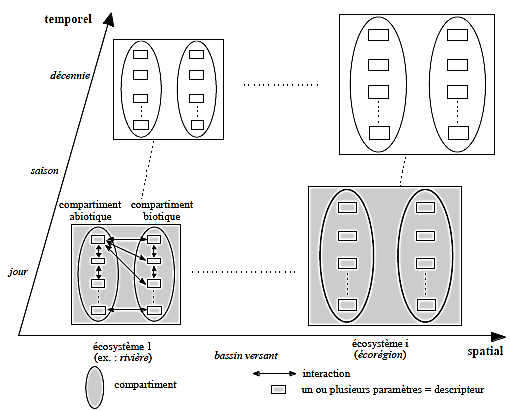 temporel
décennie
saison
compartiment
abiotique
compartiment
biotique
jour
écosystème 1
(ex. : rivière)
bassin versant
écosystème i
(écorégion)
spatial
compartiment
interaction
un ou plusieurs paramètres = descripteur